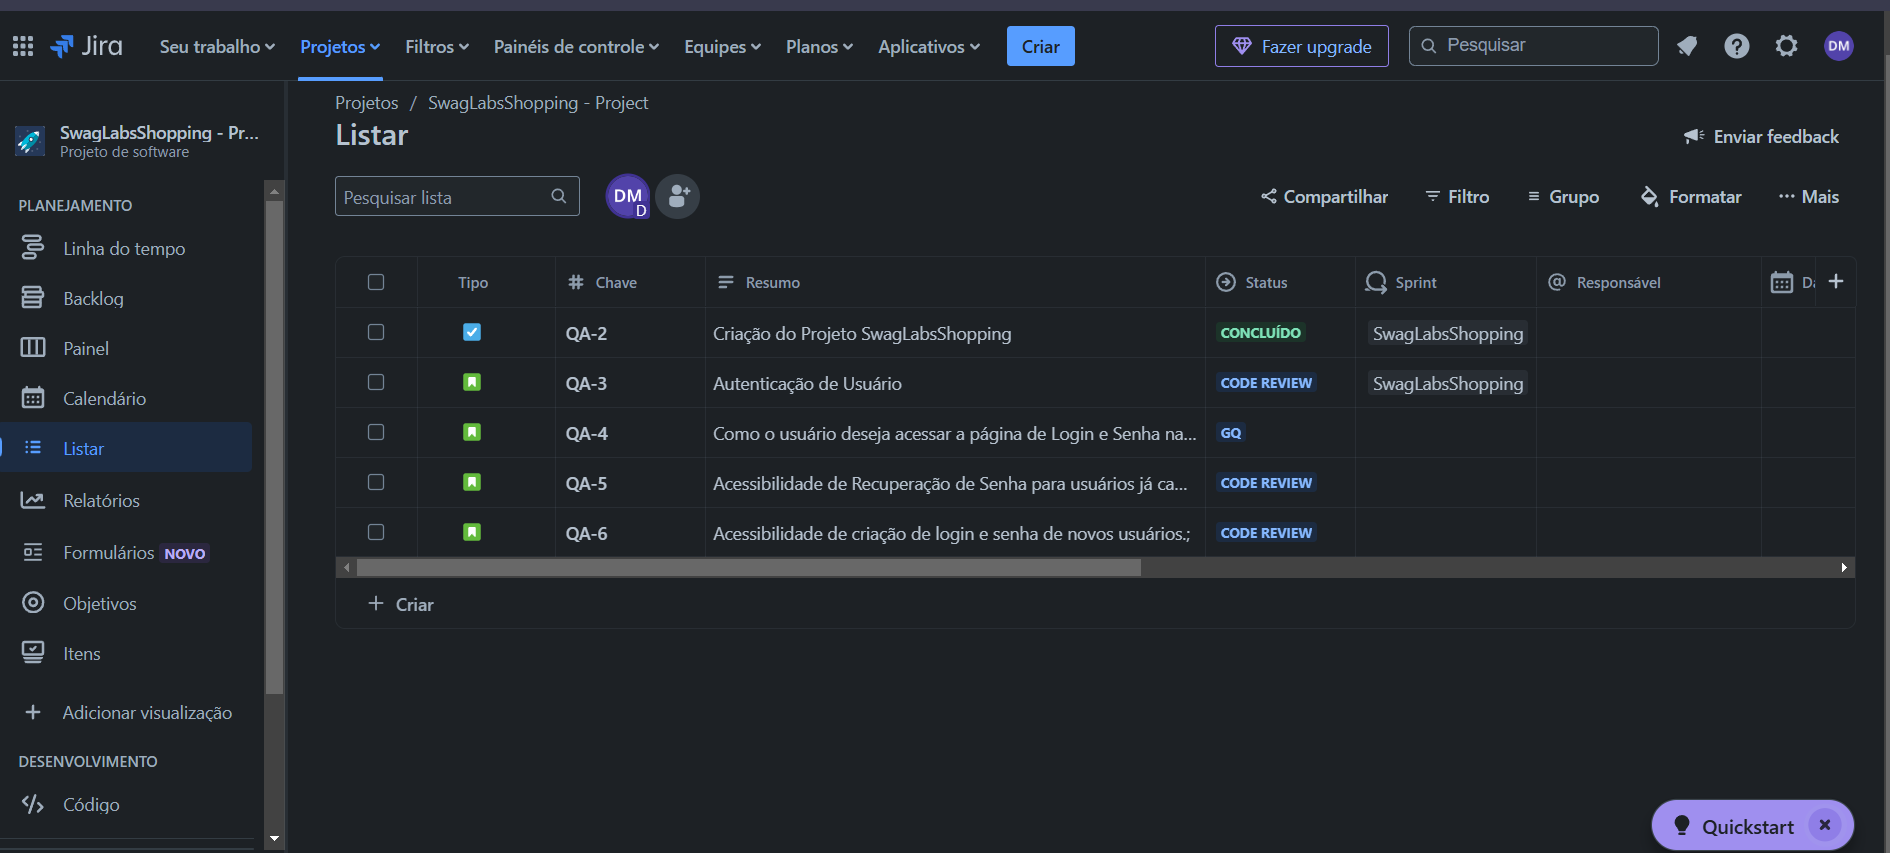 Jira Seu trabalho Projetos Filtros Painéis de controle Equipes Planos Aplicativos Criar Fazer upgrade Pesquisar DM
SwagLabsShopping - Pr...
Projeto de software
PLANEJAMENTO
Linha do tempo
Backlog
Painel
Calendário
Listar
Relatórios
Formulários NOVO
Objetivos
Itens
Adicionar visualização
DESENVOLVIMENTO
Código
Projetos / SwagLabsShopping - Project
Listar
Enviar feedback
Pesquisar lista DM D Compartilhar Filtro Grupo Formatar Mais
Tipo Chave Resumo Status Sprint Responsável
QA-2 Criação do Projeto SwagLabsShopping CONCLUÍDO SwagLabsShopping
QA-3 Autenticação de Usuário CODE REVIEW SwagLabsShopping
QA-4 Como o usuário deseja acessar a página de Login e Senha na... GQ
QA-5 Acessibilidade de Recuperação de Senha para usuários já ca... CODE REVIEW
QA-6 Acessibilidade de criação de login e senha de novos usuários.; CODE REVIEW
+ Criar
Quickstart